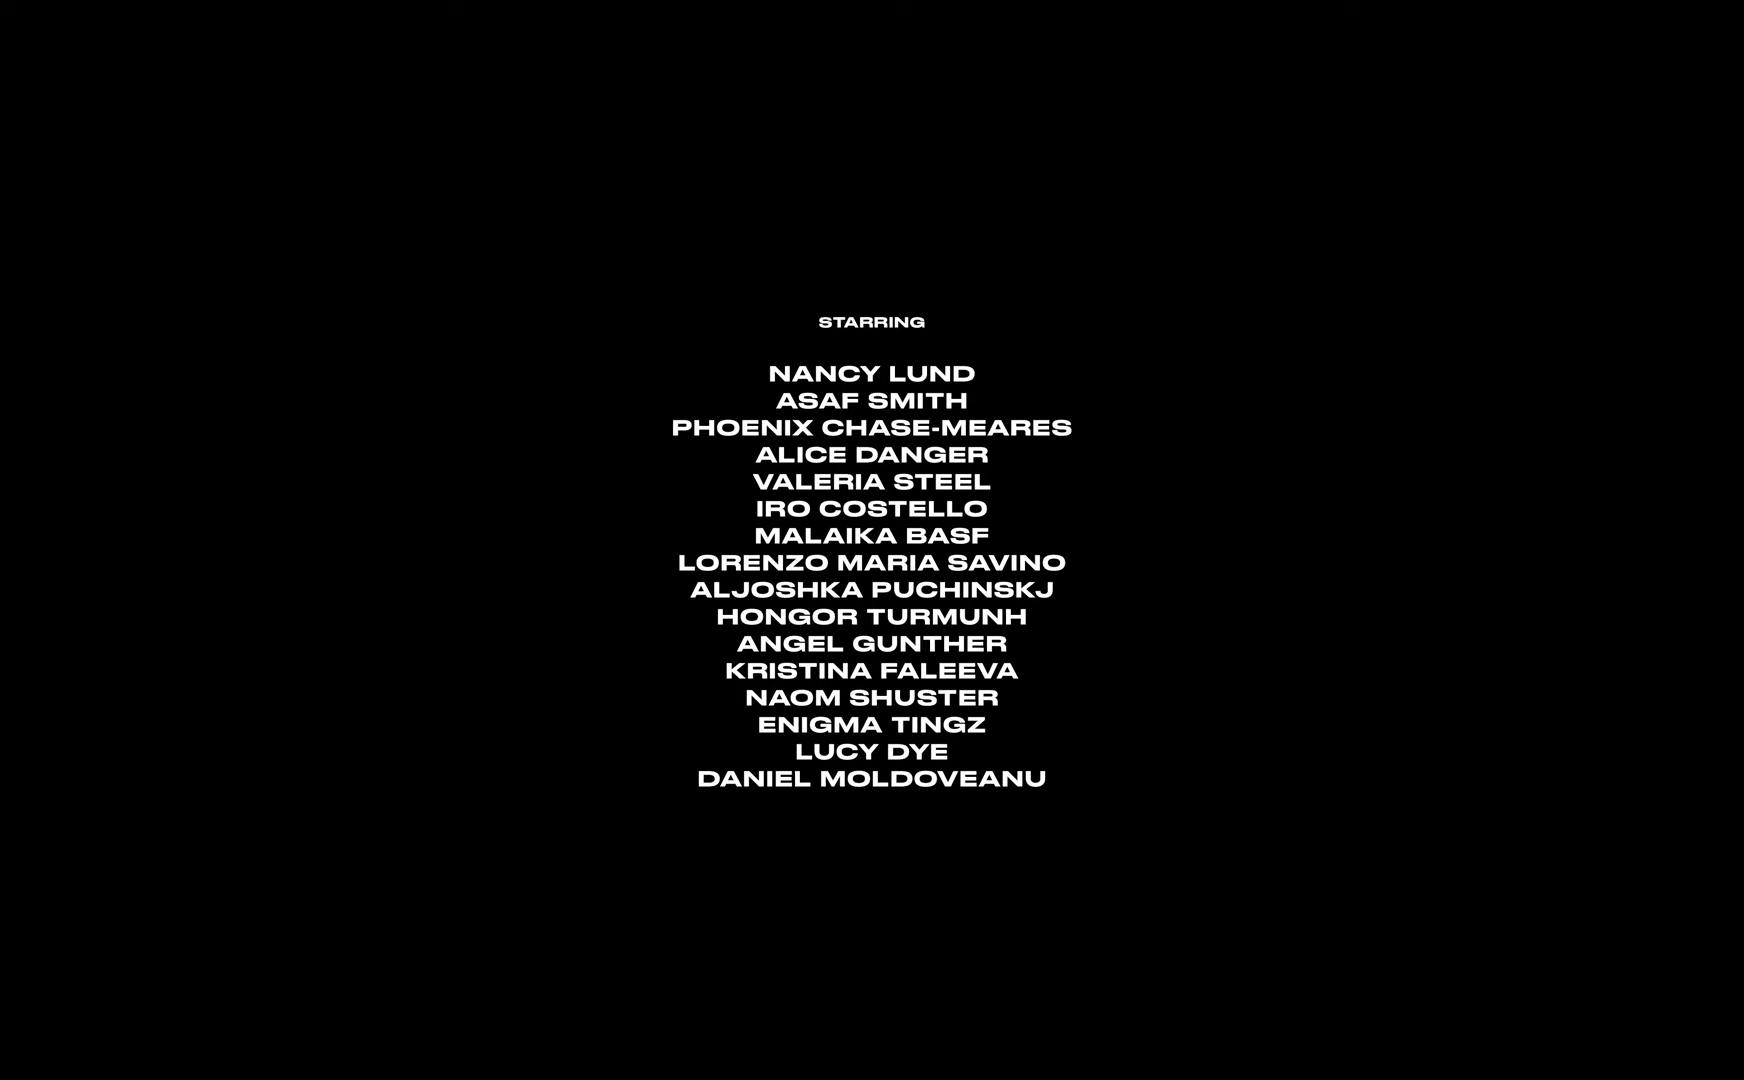 STARRING
NANCY LUND
ASAF SMITH
PHOENIX CHASE-MEARES
ALICE DANGER
VALERIA STEEL
IRO COSTELLO
MALAIKA BASF
LORENZO MARIA SAVINO
ALJOSHKA PUCHINSKJ
HONGOR TURMUNH
ANGEL GUNTHER
KRISTINA FALEEVA
NAOM SHUSTER
ENIGMA TINGZ
LUCY DYE
DANIEL MOLDOVEANU